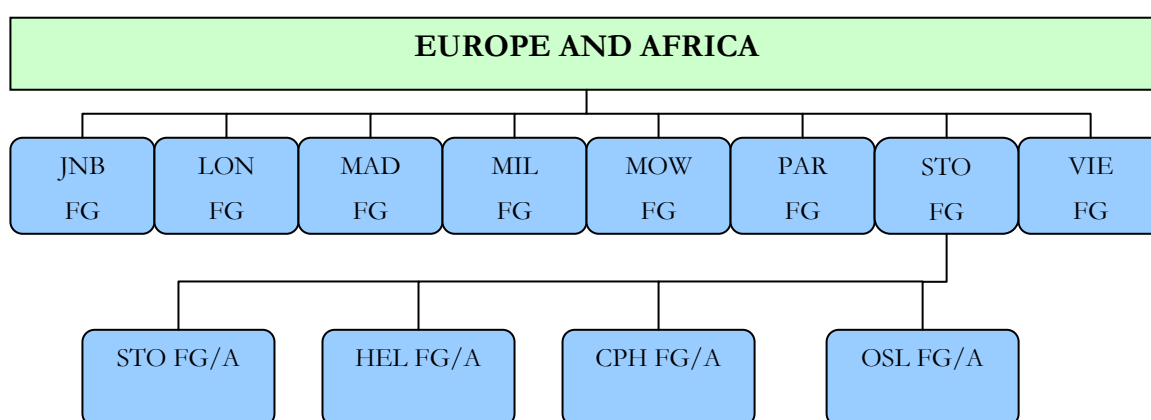 EUROPE AND AFRICA
JNB
FG
LON
FG
MAD
FG
MIL
FG
MOW
FG
PAR
FG
STO
FG
VIE
FG
STO FG/A
HEL FG/A
CPH FG/A
OSL FG/A